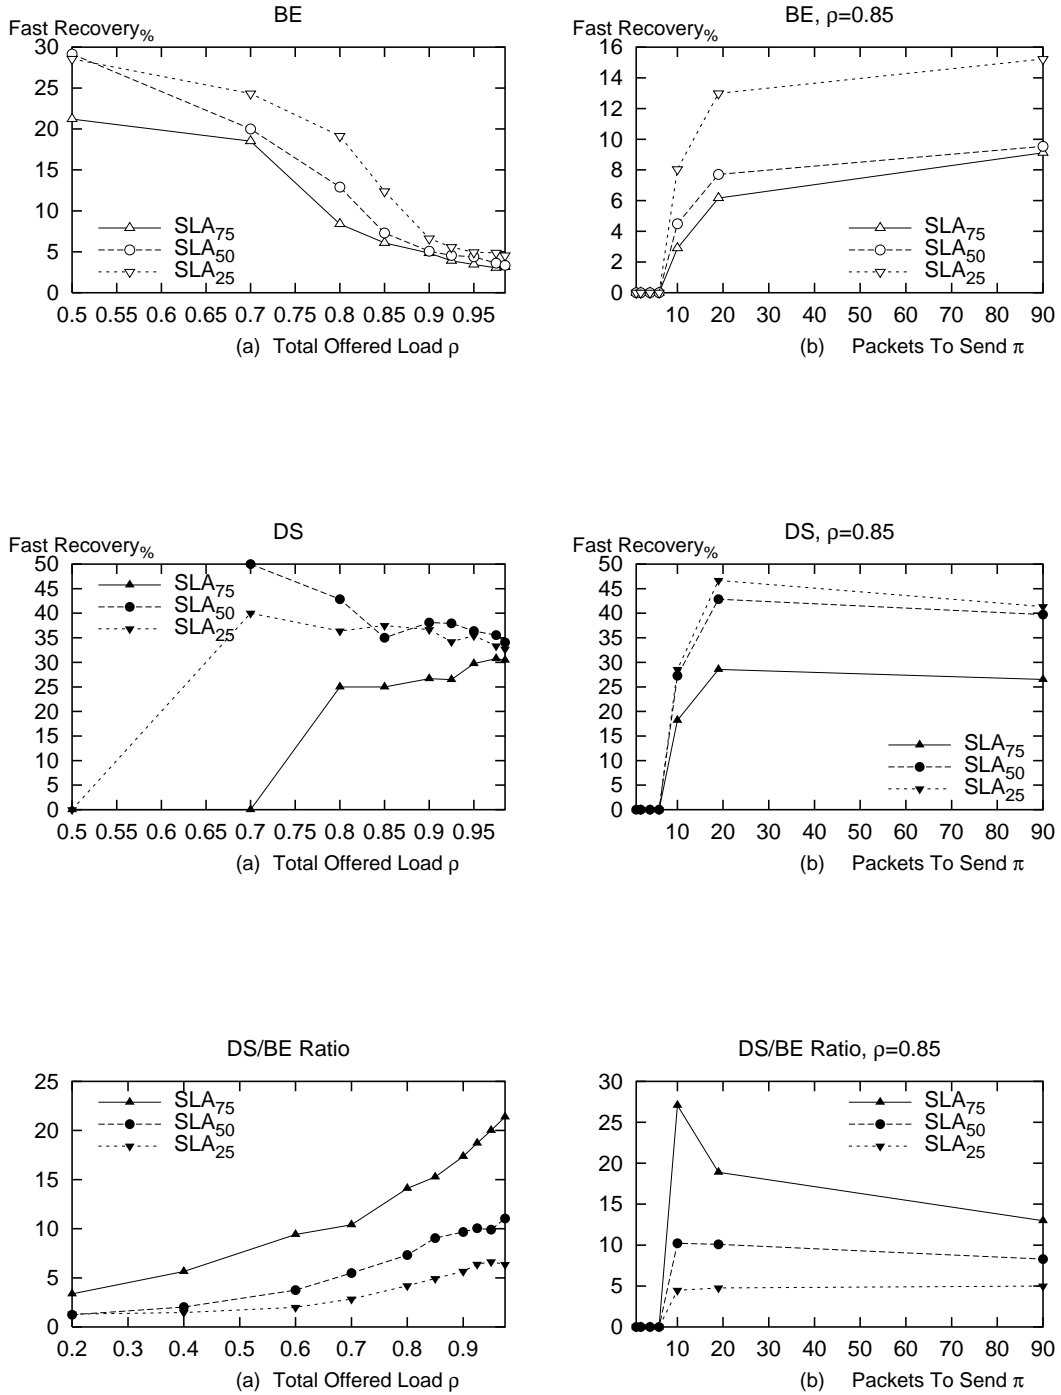 BE
Fast Recovery%
30
25
20
15
10
5
0
SLA75
SLA50
SLA25
0.5 0.55 0.6 0.65 0.7 0.75 0.8 0.85 0.9 0.95
(a) Total Offered Load ρ
BE, ρ=0.85
Fast Recovery%
16
14
12
10
8
6
4
2
0
SLA75
SLA50
SLA25
10 20 30 40 50 60 70 80 90
(b) Packets To Send π
DS
Fast Recovery%
50
45
40
35
30
25
20
15
10
5
0
SLA75
SLA50
SLA25
0.5 0.55 0.6 0.65 0.7 0.75 0.8 0.85 0.9 0.95
(a) Total Offered Load ρ
DS, ρ=0.85
Fast Recovery%
50
45
40
35
30
25
20
15
10
5
0
SLA75
SLA50
SLA25
10 20 30 40 50 60 70 80 90
(b) Packets To Send π
DS/BE Ratio
25
20
15
10
5
0
SLA75
SLA50
SLA25
0.2 0.3 0.4 0.5 0.6 0.7 0.8 0.9
(a) Total Offered Load ρ
DS/BE Ratio, ρ=0.85
30
25
20
15
10
5
0
SLA75
SLA50
SLA25
10 20 30 40 50 60 70 80 90
(b) Packets To Send π